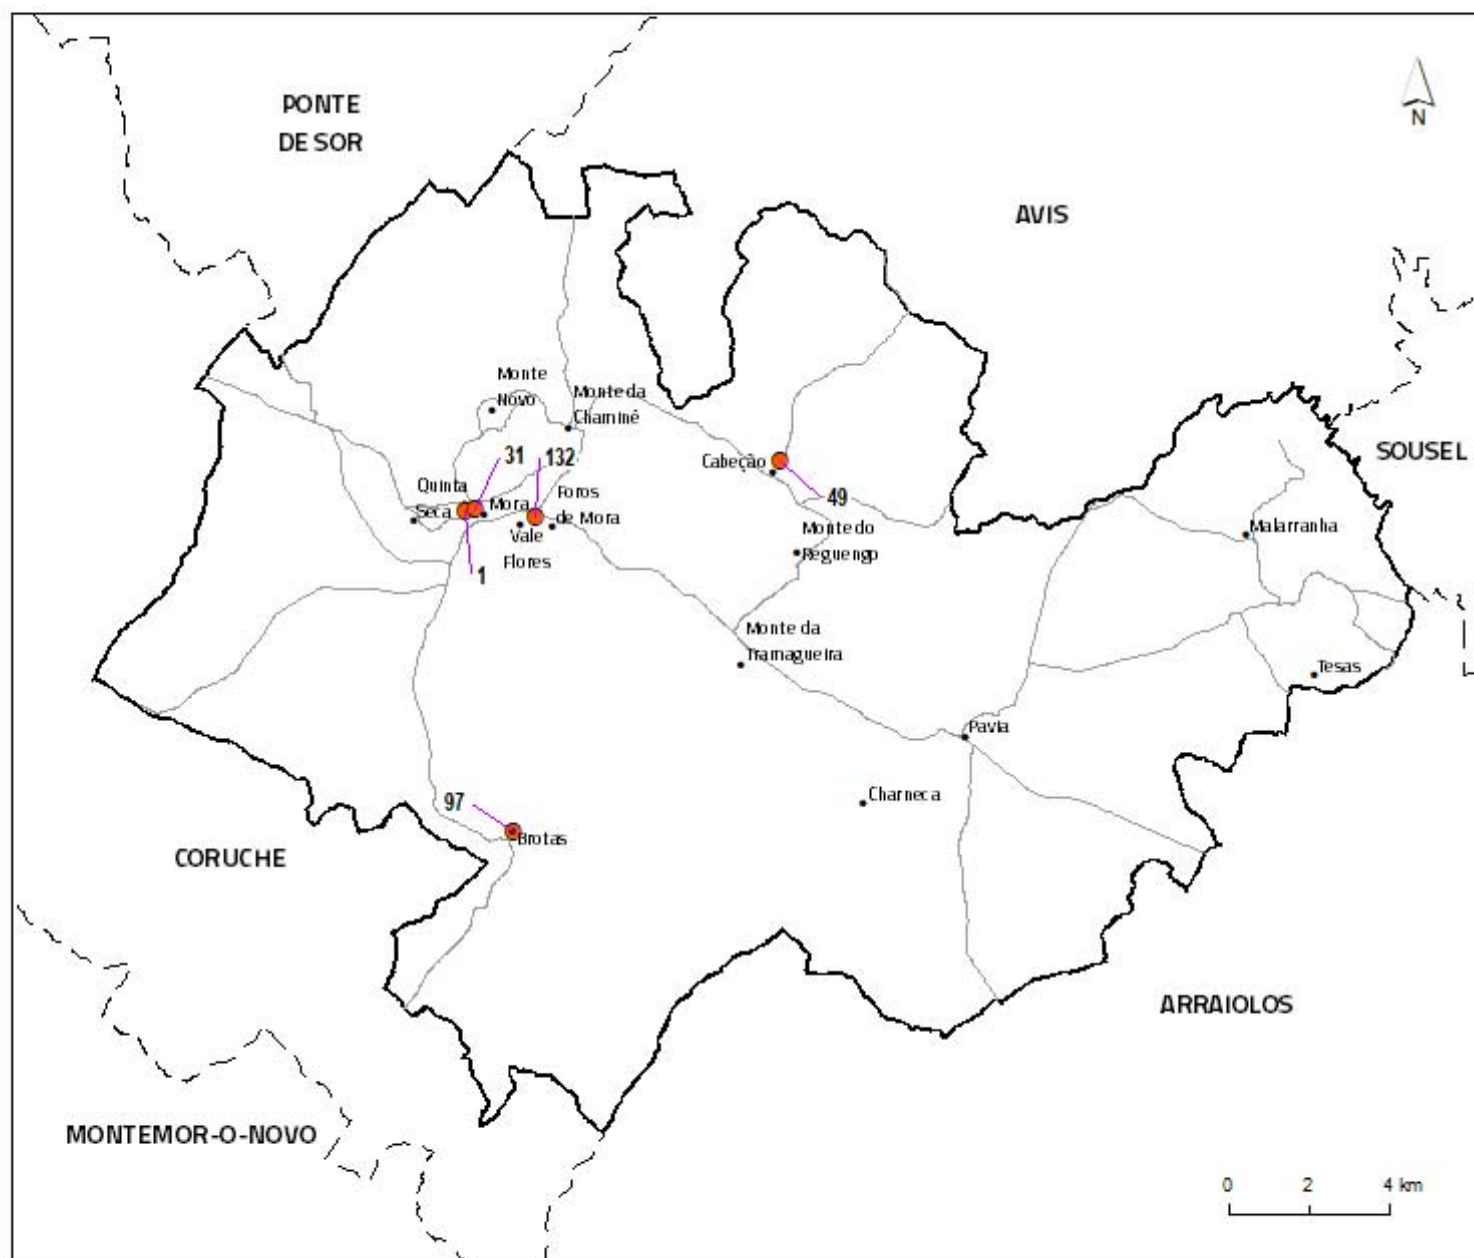 PONTE
DE SOR
N
AVIS
SOUSEL
Monte
Novo
Monte da
Chaminé
31
132
Cabeção
49
Quinta
Seca
Mora
Foros
de Mora
Vale
Flores
1
Monte do
Reguengo
Malarranha
Monte da
Tramagueira
Tesas
Pavia
97
Brotas
Charneca
CORUCHE
ARRAIOLOS
MONTEMOR-O-NOVO
0 2 4 km